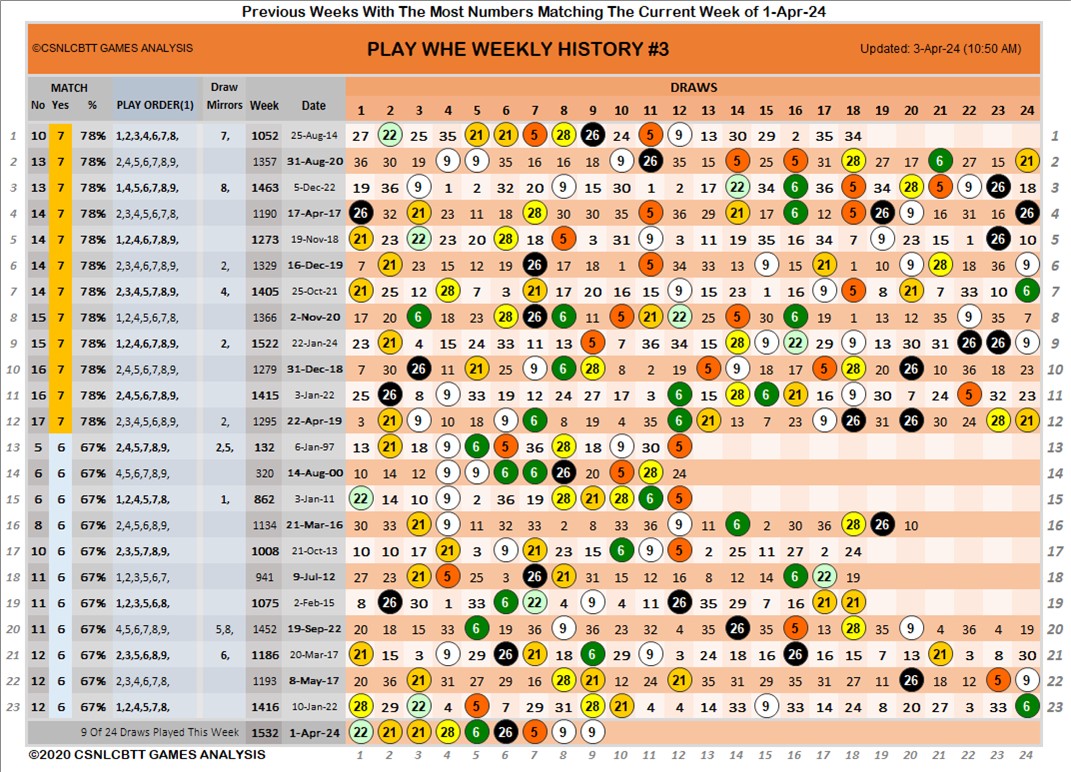 Previous Weeks With The Most Numbers Matching The Current Week of 1-Apr-24
©CSNLCBTT GAMES ANALYSIS PLAY WHE WEEKLY HISTORY #3 Updated: 3-Apr-24 (10:50 AM)
MATCH Draw DRAWS
No Yes % PLAY ORDER(1) Mirrors Week Date 1 2 3 4 5 6 7 8 9 10 11 12 13 14 15 16 17 18 19 20 21 22 23 24
1 10 7 78% 1,2,3,4,6,7,8, 7, 1052 25-Aug-14 27 22 25 35 21 21 5 28 26 24 5 9 13 30 29 2 35 34 1
2 13 7 78% 2,4,5,6,7,8,9, 1357 31-Aug-20 36 30 19 9 9 35 16 16 18 9 26 35 15 5 25 5 31 28 27 17 6 27 15 21 2
3 13 7 78% 1,4,5,6,7,8,9, 8, 1463 5-Dec-22 19 36 9 1 2 32 20 9 15 30 1 2 17 22 34 6 36 5 34 28 5 9 26 18 3
4 14 7 78% 2,3,4,5,6,7,8, 1190 17-Apr-17 26 32 21 23 11 18 28 30 30 35 5 36 29 21 17 6 12 5 26 9 16 31 16 26 4
5 14 7 78% 1,2,4,6,7,8,9, 1273 19-Nov-18 21 23 22 23 20 28 18 5 3 31 9 3 11 19 35 16 34 7 9 23 15 1 26 10 5
6 14 7 78% 2,3,4,6,7,8,9, 2, 1329 16-Dec-19 7 21 23 15 12 19 26 17 18 1 5 34 33 13 9 15 21 1 10 9 28 18 36 9 6
7 14 7 78% 2,3,4,5,7,8,9, 4, 1405 25-Oct-21 21 25 12 28 7 3 21 17 20 16 15 9 15 23 1 16 9 5 8 21 7 33 10 6 7
8 15 7 78% 1,2,3,4,5,6,7,8, 1366 2-Nov-20 17 20 6 18 23 28 26 6 11 5 21 22 25 5 30 6 19 1 13 12 35 9 35 7 8
9 15 7 78% 1,2,4,6,7,8,9, 2, 1522 22-Jan-24 23 21 4 15 24 33 11 13 5 7 36 34 15 28 9 22 29 9 13 30 31 26 26 9 9
10 16 7 78% 2,4,5,6,7,8,9, 1279 31-Dec-18 7 30 26 11 21 25 9 6 28 8 2 19 5 9 18 16 5 28 20 26 10 36 18 23 10
11 16 7 78% 2,4,5,6,7,8,9, 1415 3-Jan-22 25 26 8 9 33 19 12 24 27 17 3 6 15 28 6 21 16 9 30 7 24 5 32 23 11
12 17 7 78% 2,3,4,5,6,8,9, 2, 1295 22-Apr-19 3 21 9 10 18 9 6 28 19 4 35 6 21 13 7 23 9 26 31 26 30 24 28 21 12
13 5 6 67% 2,4,5,7,8,9, 2,5, 132 6-Jan-97 13 21 18 9 6 5 36 28 18 9 30 5 13
14 6 6 67% 4,5,6,7,8,9, 320 14-Aug-00 10 14 12 9 9 6 6 26 20 5 28 24 14
15 6 6 67% 1,2,4,5,7,8, 1, 862 3-Jan-11 22 14 10 9 2 36 19 28 21 28 6 5 15
16 8 6 67% 2,4,5,6,8,9, 1134 21-Mar-16 30 33 21 9 11 32 33 2 8 33 36 9 11 6 2 30 36 28 26 10 16
17 10 6 67% 2,3,5,7,8,9, 1008 21-Oct-13 10 10 17 21 3 9 21 23 15 6 9 5 2 25 11 27 2 24 17
18 11 6 67% 1,2,3,5,6,7, 941 9-Jul-12 27 23 21 5 25 3 26 21 31 15 12 16 8 12 14 6 22 19 18
19 11 6 67% 1,2,3,5,6,8, 1075 2-Feb-15 8 26 30 1 33 6 22 4 9 4 11 26 35 29 7 16 21 21 19
20 11 6 67% 4,5,6,7,8,9, 5,8, 1452 19-Sep-22 20 18 15 33 6 19 36 9 36 23 32 4 35 26 35 5 13 28 35 9 4 36 4 19 20
21 12 6 67% 2,3,5,6,8,9, 6, 1186 20-Mar-17 21 15 3 9 29 26 21 18 6 29 9 3 24 18 16 26 16 15 7 13 21 3 8 30 21
22 12 6 67% 2,3,4,6,7,8, 1193 8-May-17 20 36 21 31 27 29 16 28 21 12 24 21 35 31 29 35 31 27 11 26 18 12 5 9 22
23 12 6 67% 1,2,4,5,7,8, 1416 10-Jan-22 28 29 22 4 5 7 29 31 28 21 4 4 14 33 9 33 14 24 8 20 27 3 33 6 23
9 Of 24 Draws Played This Week 1532 1-Apr-24 22 21 21 28 6 26 5 9 9
©2020 CSNLCBTT GAMES ANALYSIS 1 2 3 4 5 6 7 8 9 10 11 12 13 14 15 16 17 18 19 20 21 22 23 24